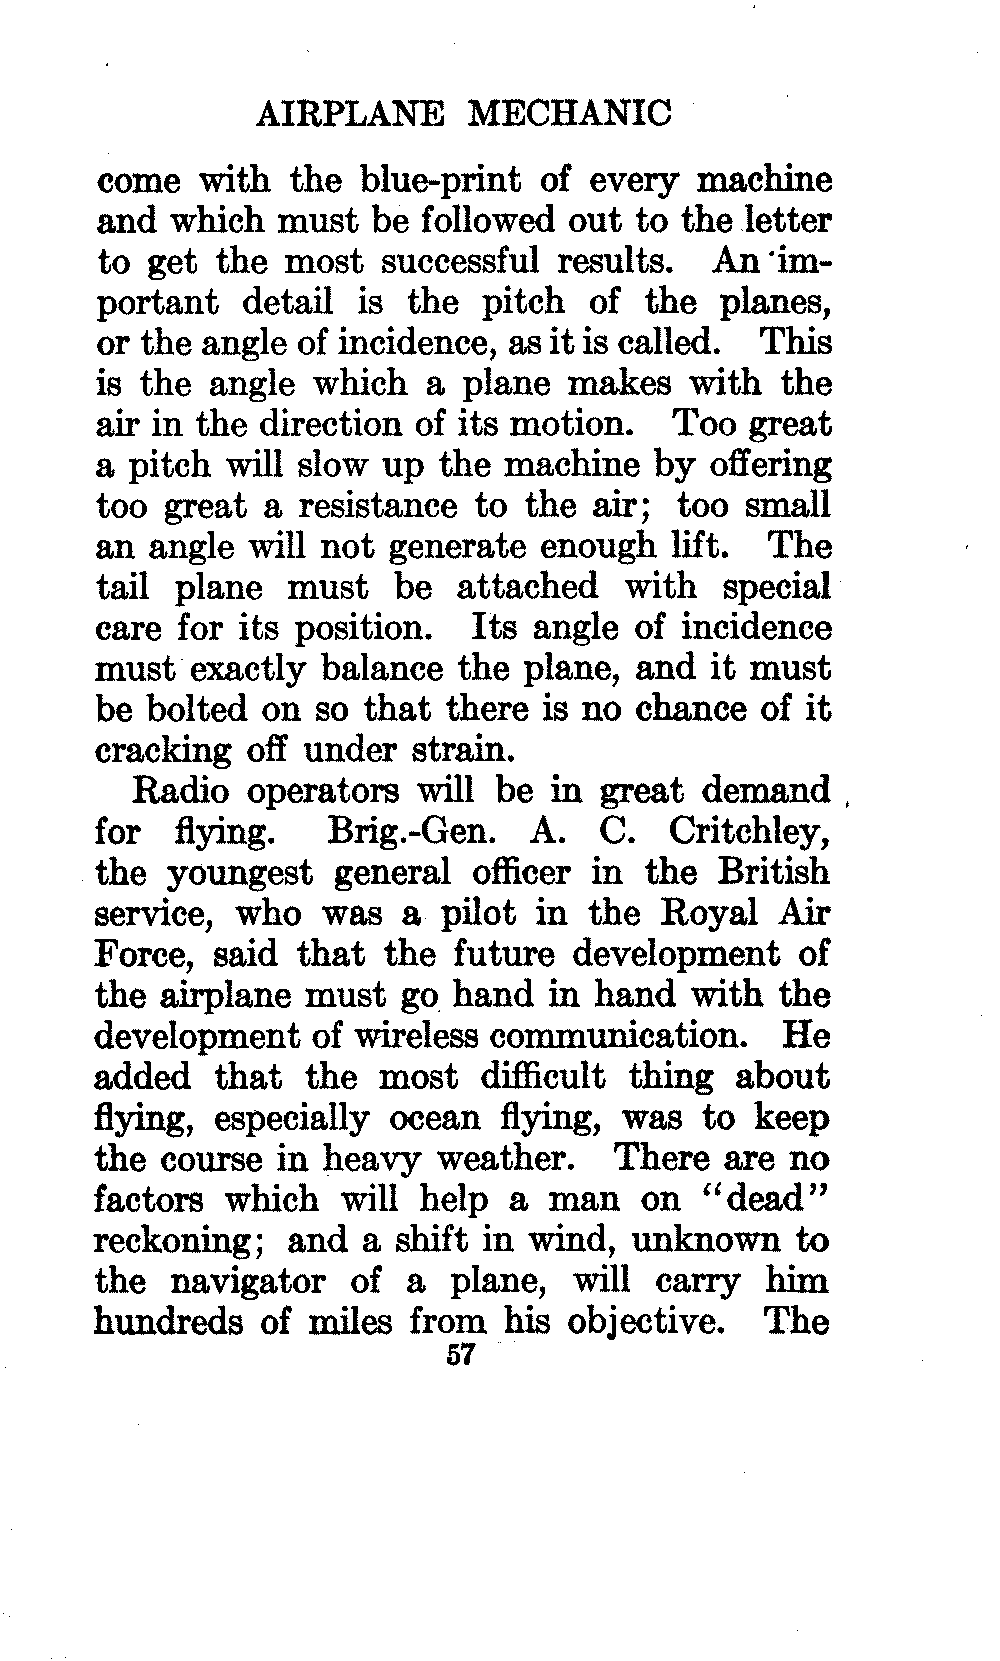 AIRPLANE MECHANIC
come with the blue-print of every machine
and which must be followed out to the letter
to get the most successful results. An im-
portant detail is the pitch of the planes,
or the angle of incidence, as it is called. This
is the angle which a plane makes with the
air in the direction of its motion. Too great
a pitch will slow up the machine by offering
too great a resistance to the air; too small
an angle will not generate enough lift. The
tail plane must be attached with special
care for its position. Its angle of incidence
must exactly balance the plane, and it must
be bolted on so that there is no chance of it
cracking off under strain.
Radio operators will be in great demand
for flying. Brig.-Gen. A. C. Critchley,
the youngest general officer in the British
service, who was a pilot in the Royal Air
Force, said that the future development of
the airplane must go hand in hand with the
development of wireless communication. He
added that the most difficult thing about
flying, especially ocean flying, was to keep
the course in heavy weather. There are no
factors which will help a man on "dead"
reckoning; and a shift in wind, unknown to
the navigator of a plane, will carry him
hundreds of miles from his objective. The
57